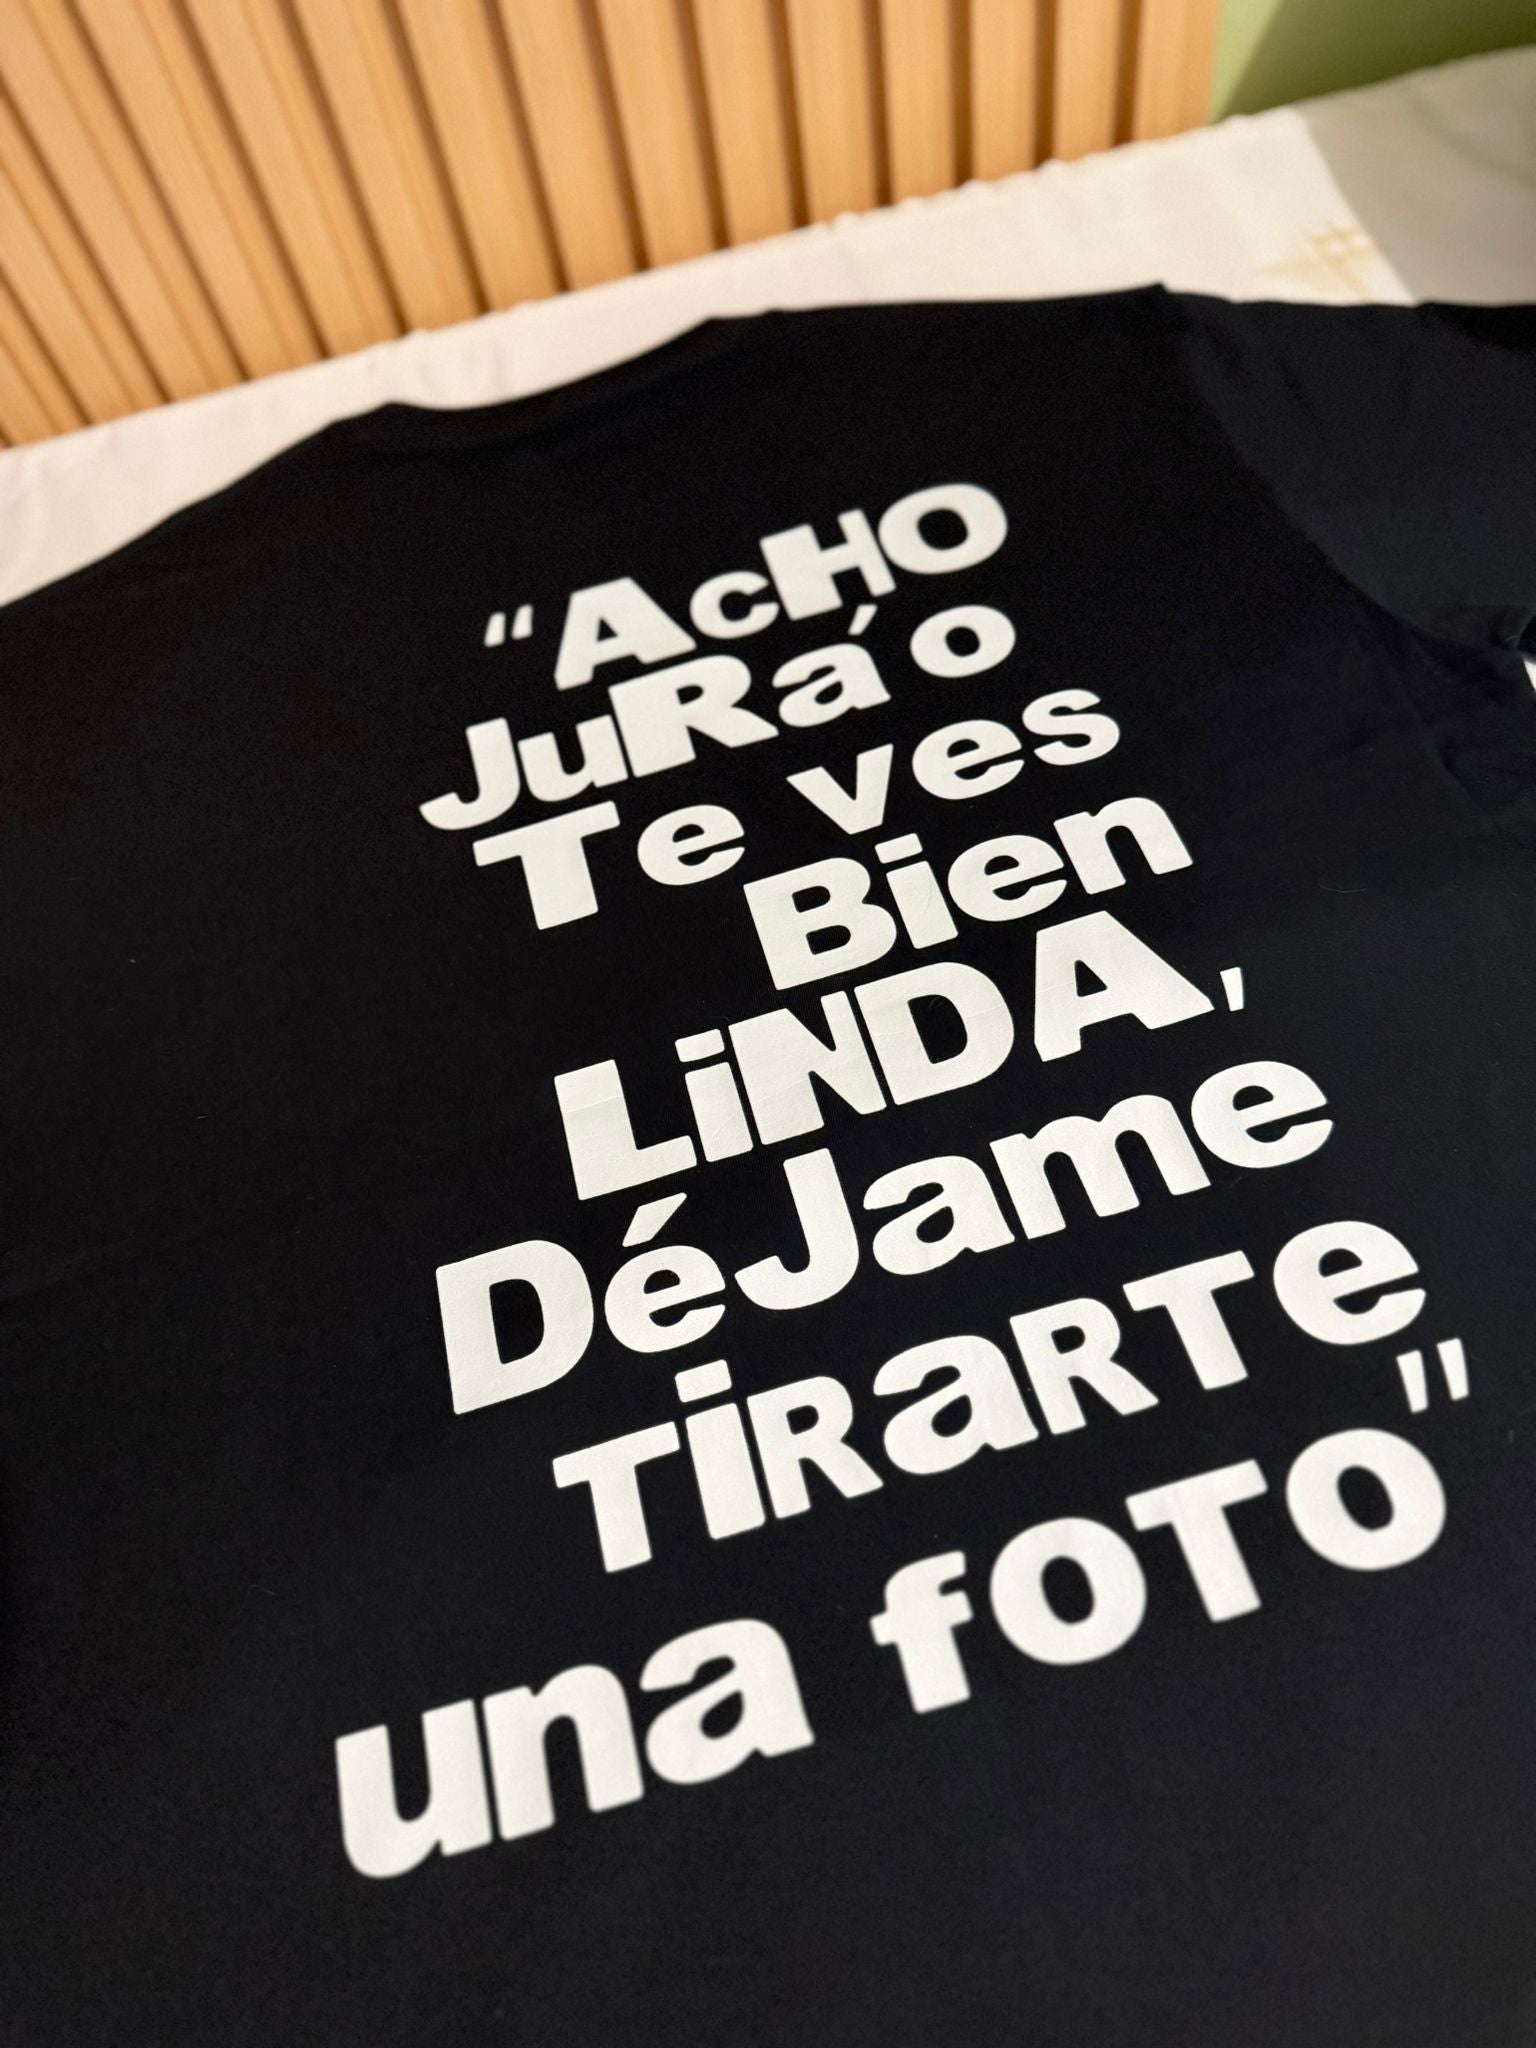 “AcHO
JuRá o
Te ves
Bien
LiNDA,
DéJame
TiRaRTe
una fOTO”